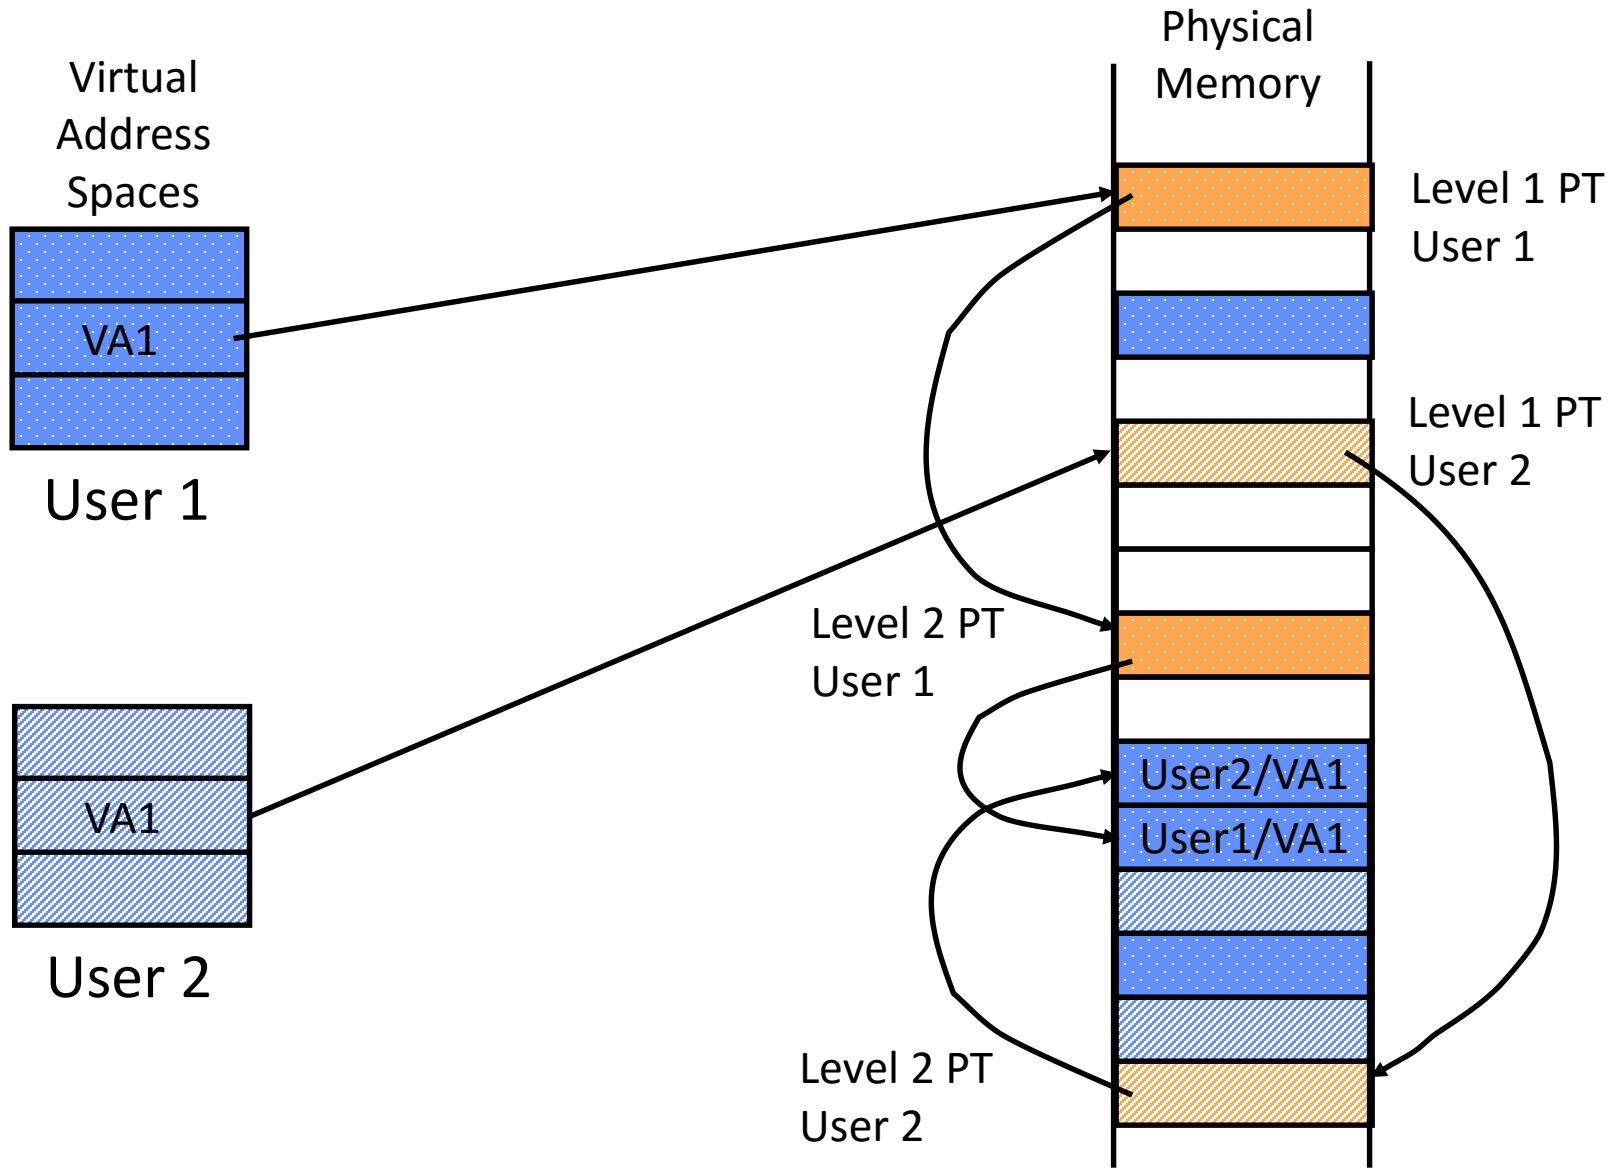 Physical
Memory
Virtual
Address
Spaces
Level 1 PT
User 1
VA1
Level 1 PT
User 2
User 1
Level 2 PT
User 1
User2/VA1
VA1
User1/VA1
User 2
Level 2 PT
User 2